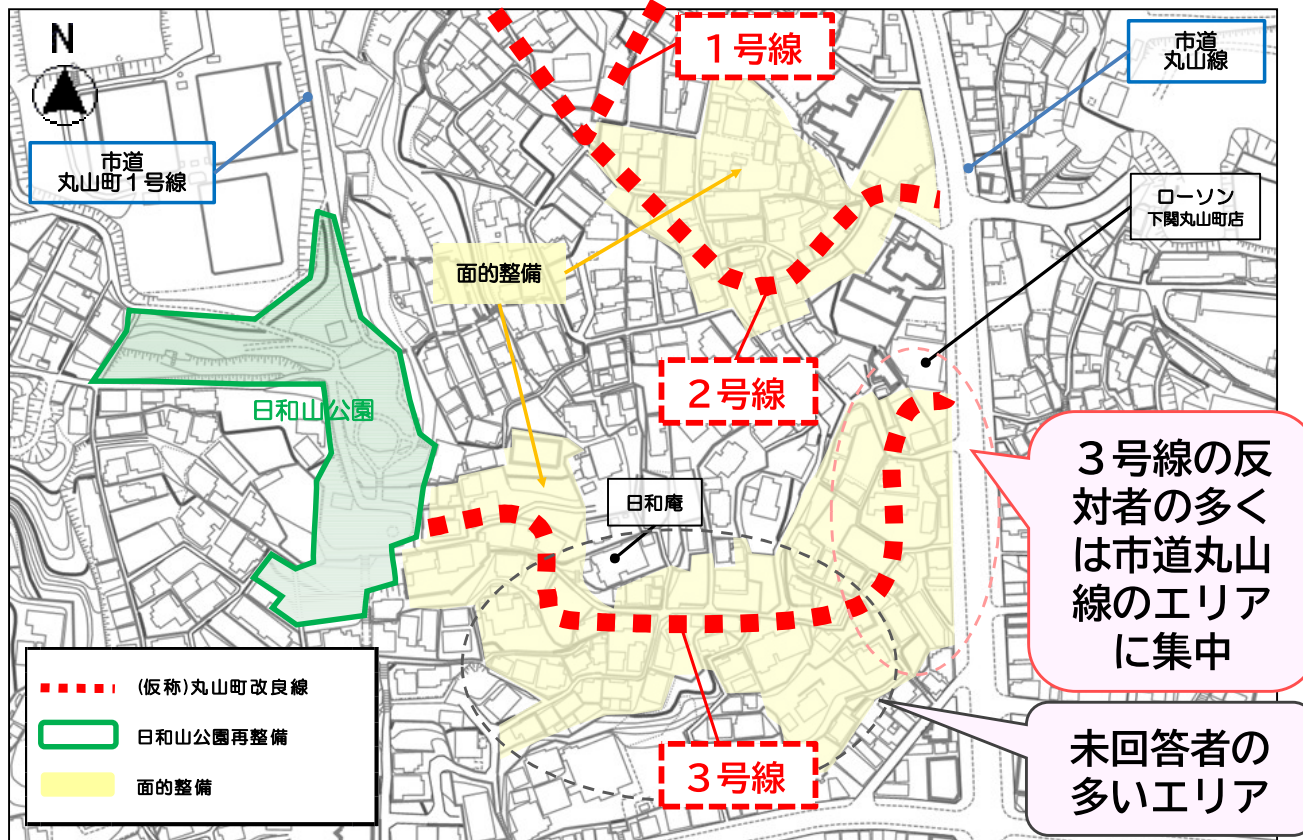 N
1号線
市道
丸山線
市道
丸山町1号線
ローソン
下関丸山町店
面的整備
2号線
日和山公園
3号線の反
対者の多く
は市道丸山
線のエリア
に集中
日和庵
(仮称)丸山町改良線
日和山公園再整備
面的整備
3号線
未回答者の
多いエリア